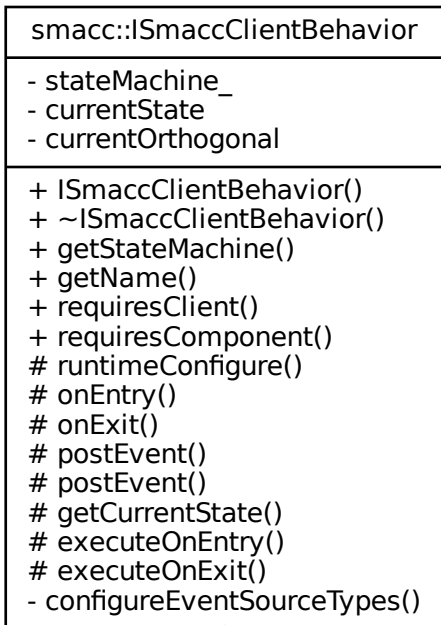 smacc::ISmaccClientBehavior
- stateMachine_
- currentState
- currentOrthogonal
+ ISmaccClientBehavior()
+ ~ISmaccClientBehavior()
+ getStateMachine()
+ getName()
+ requiresClient()
+ requiresComponent()
# runtimeConfigure()
# onEntry()
# onExit()
# postEvent()
# postEvent()
# getCurrentState()
# executeOnEntry()
# executeOnExit()
- configureEventSourceTypes()